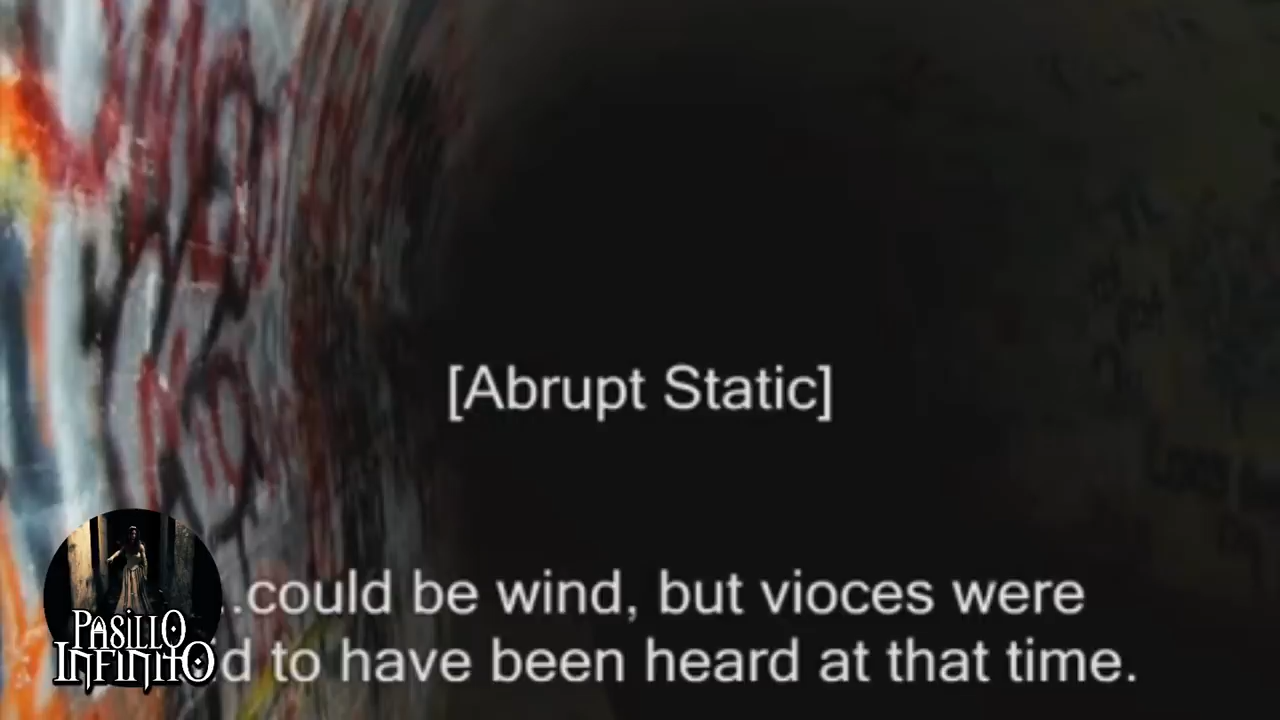 [Abrupt Static]
..could be wind, but vioces were
d to have been heard at that time.
PASILLO
INFINITO